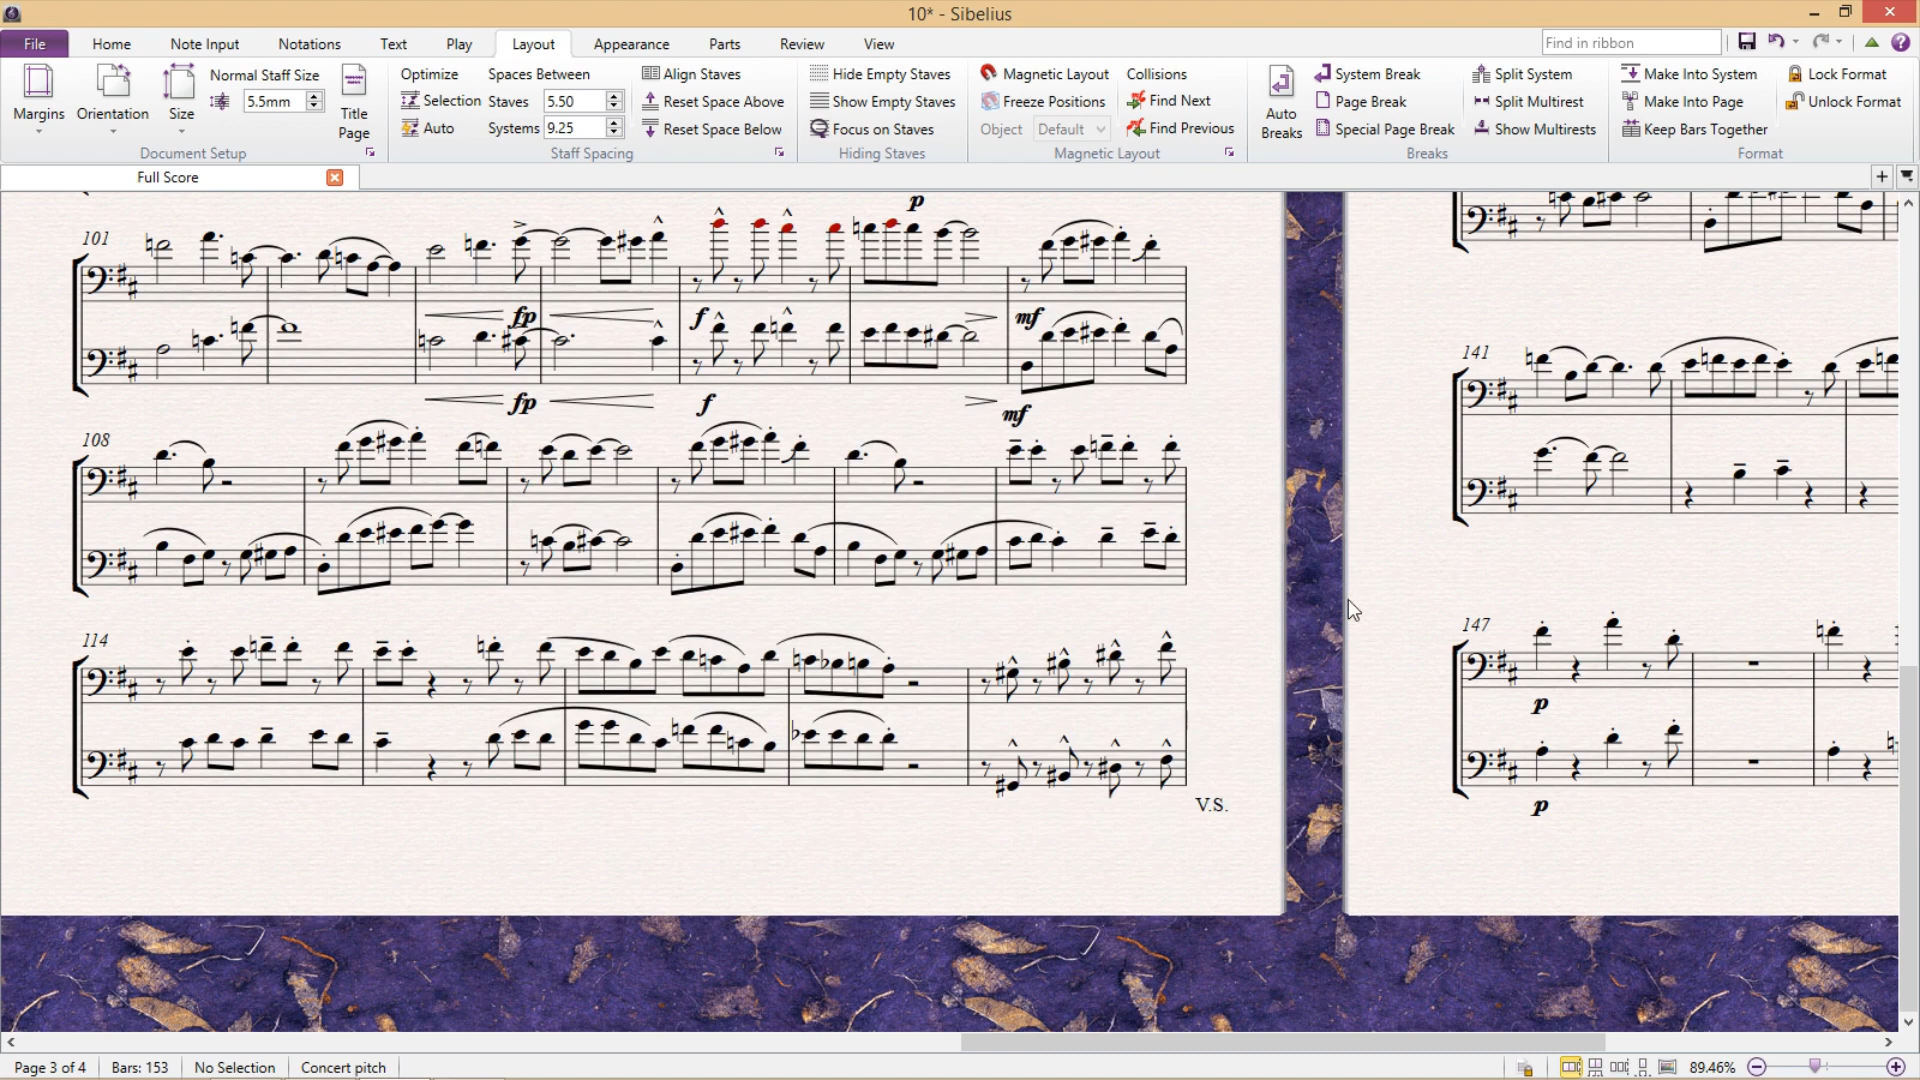 10* - Sibelius
File Home Note Input Notations Text Play Layout Appearance Parts Review View Find in ribbon
Margins Orientation Size Normal Staff Size 5.5mm Title Page
Document Setup
Optimize Spaces Between
Selection Staves 5.50
Auto Systems 9.25
Staff Spacing
Align Staves
Reset Space Above
Reset Space Below
Hide Empty Staves
Show Empty Staves
Focus on Staves
Hiding Staves
Magnetic Layout Collisions
Freeze Positions Find Next
Object Default Find Previous
Magnetic Layout
Auto Breaks
System Break Split System
Page Break Split Multirest
Special Page Break Show Multirests
Breaks
Make Into System Lock Format
Make Into Page Unlock Format
Keep Bars Together
Format
Full Score
p
101
fp f mf
fp f mf
108
114
V.S.
141
147
p
p
Page 3 of 4 Bars: 153 No Selection Concert pitch 89.46%